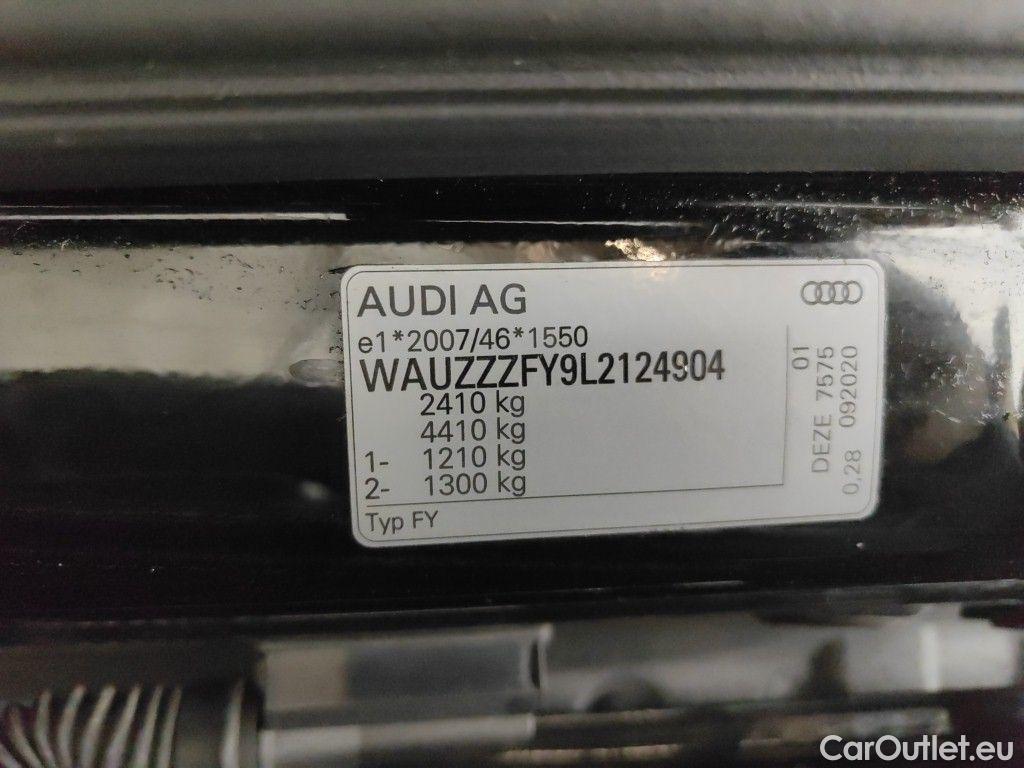 AUDI AG
e1*2007/46*1550
WAUZZZFY9L2124904
2410 kg
4410 kg
1- 1210 kg
2- 1300 kg
Typ FY
01
DEZE 7575
0,28 092020
CarOutlet.eu